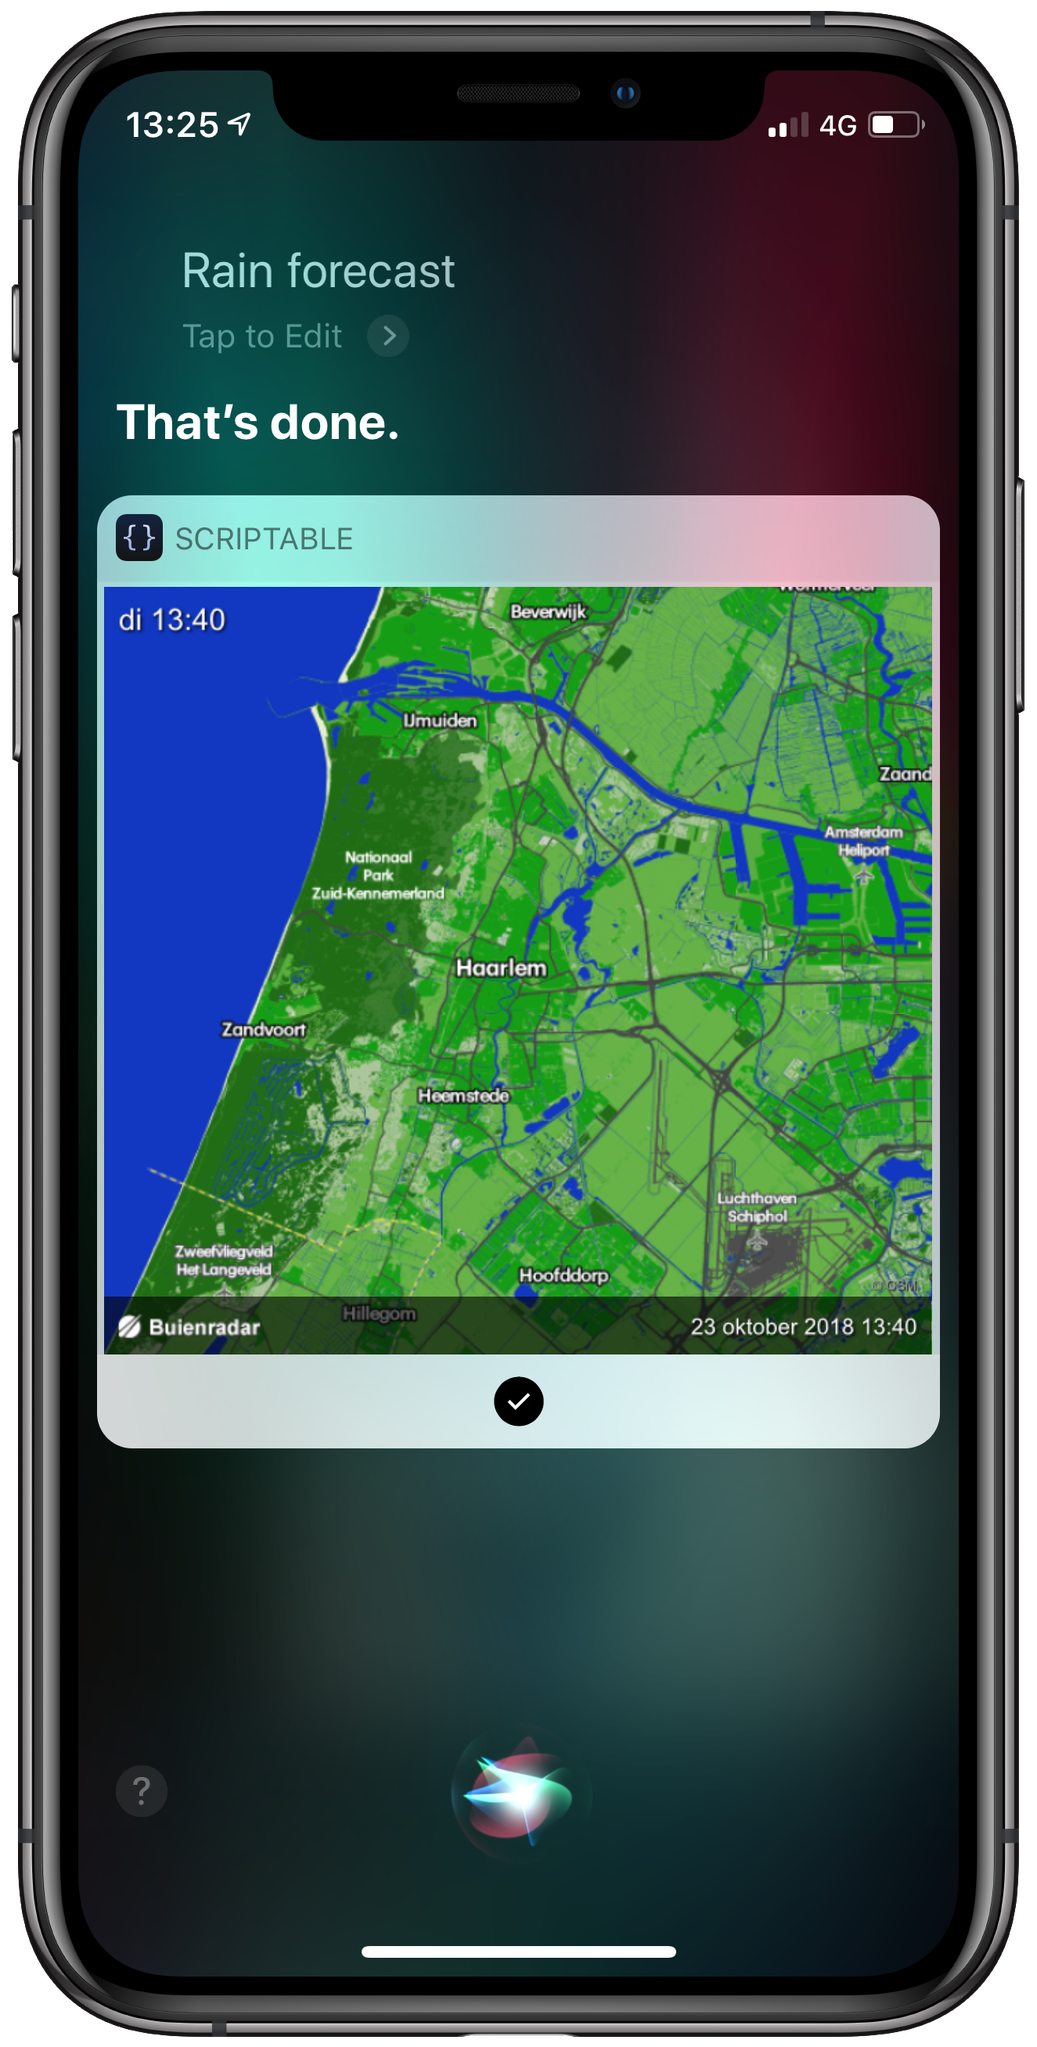 13:25
4G
Rain forecast
Tap to Edit
That’s done.
{} SCRIPTABLE
di 13:40
Wormerveer
Beverwijk
IJmuiden
Zaand
Amsterdam
Heliport
Nationaal
Park
Zuid-Kennemerland
Haarlem
Zandvoort
Heemstede
Luchthaven
Schiphol
Zweefvliegveld
Het Langeveld
Hoofddorp
© OSM
Hillegom
Buienradar
23 oktober 2018 13:40
?